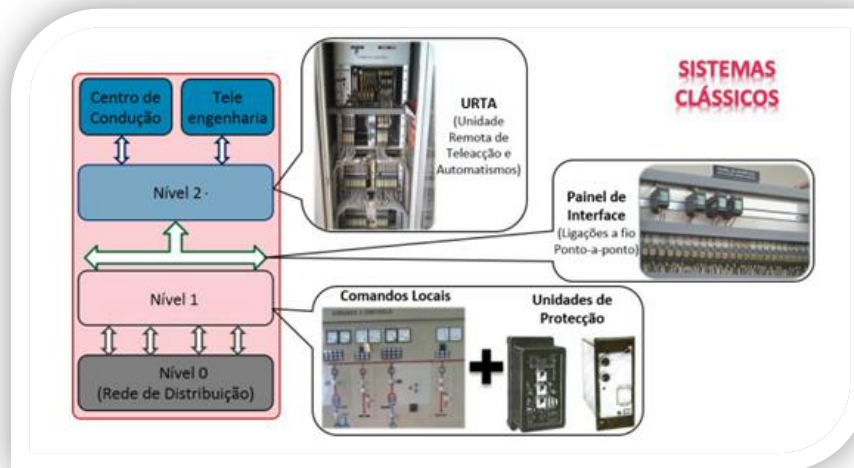 SISTEMAS
CLÁSSICOS
Centro de
Condução
Tele
engenharia
Nível 2
Nível 1
Nível 0
(Rede de Distribuição)
URTA
(Unidade
Remota de
Teleacção e
Automatismos)
Painel de
Interface
(Ligações a fio
Ponto-a-ponto)
Comandos Locais
Unidades de
Protecção